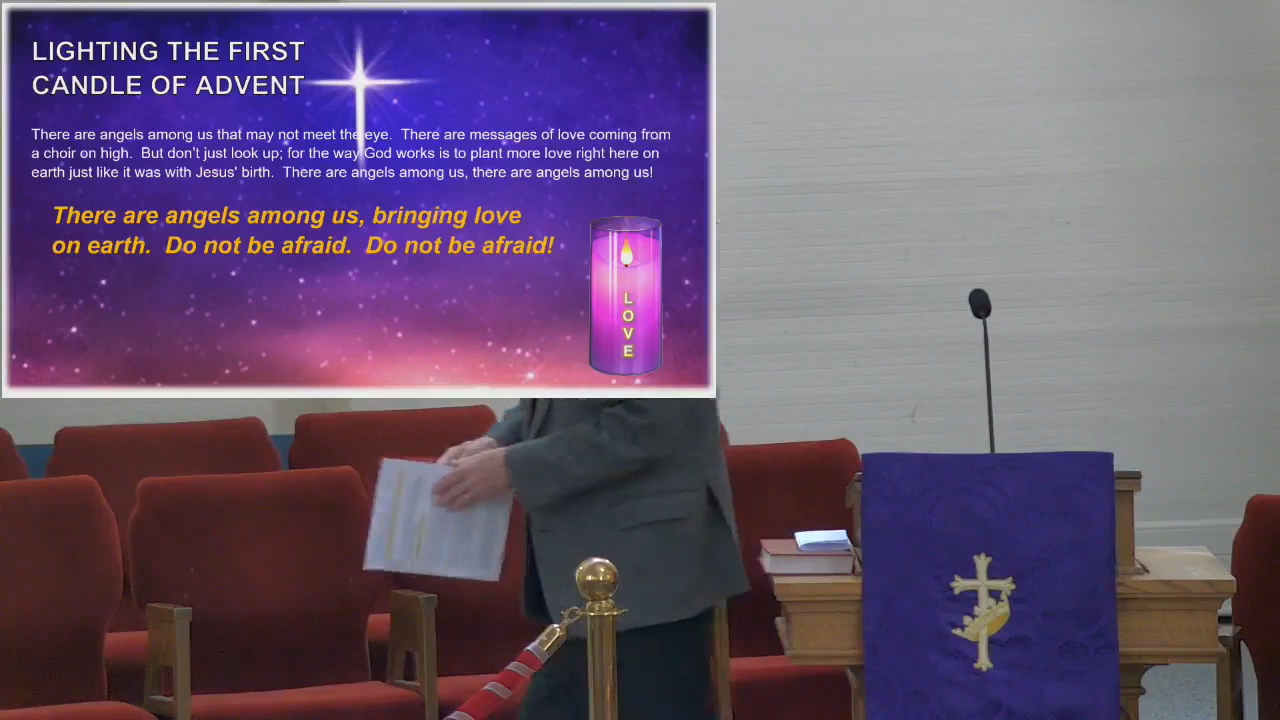 LIGHTING THE FIRST
CANDLE OF ADVENT
There are angels among us that may not meet the eye.  There are messages of love coming from
a choir on high.  But don't just look up; for the way God works is to plant more love right here on
earth just like it was with Jesus' birth.  There are angels among us, there are angels among us!
There are angels among us, bringing love
on earth.  Do not be afraid.  Do not be afraid!
L
O
V
E